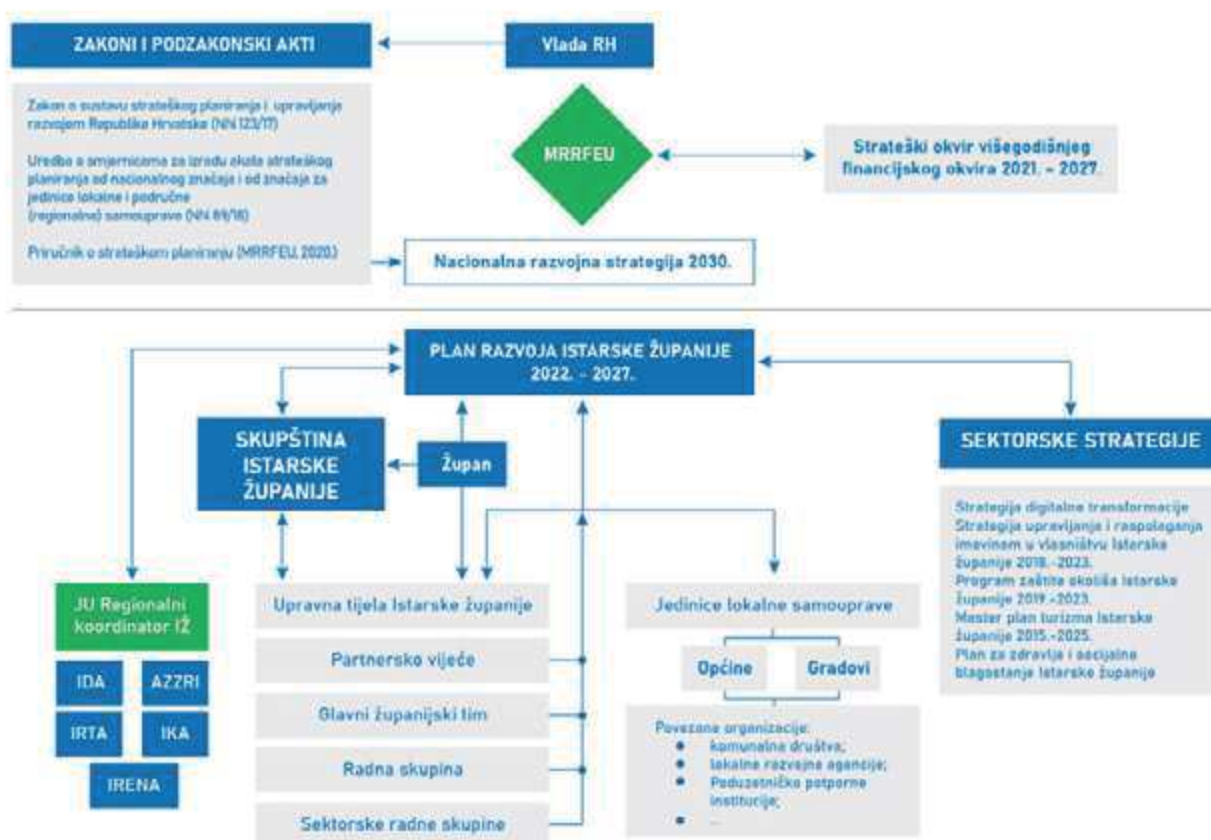 ZAKONI I PODZAKONSKI AKTI
Vlada RH
Zakon o sustavu strateškog planiranja i upravljanja
razvojem Republike Hrvatske (NN 123/17)
Uredba o smjernicama za izradu akata strateškog
planiranja od nacionalnog značaja i od značaja za
jedinice lokalne i područne
(regionalne) samouprave (NN 89/18)
Priručnik o strateškom planiranju (MRRFEU, 2020.)
MRRFEU
Strateški okvir višegodišnjeg
financijskog okvira 2021. – 2027.
Nacionalna razvojna strategija 2030.
PLAN RAZVOJA ISTARSKE ŽUPANIJE
2022. – 2027.
SKUPŠTINA
ISTARSKE
ŽUPANIJE
Župan
SEKTORSKE STRATEGIJE
Strategija digitalne transformacije
Strategija upravljanja i raspolaganja
imovinom u vlasništvu Istarske
županije 2018.-2023.
Program zaštite okoliša Istarske
županije 2019.-2023.
Master plan turizma Istarske
županije 2015.-2025.
Plan za zdravlje i socijalno
blagostanje Istarske županije
JU Regionalni
koordinator IŽ
IDA
AZZRI
IRTA
IKA
IRENA
Upravna tijela Istarske županije
Partnersko vijeće
Glavni županijski tim
Radna skupina
Sektorske radne skupine
Jedinice lokalne samouprave
Općine
Gradovi
Povezane organizacije:
● komunalna društva;
● lokalne razvojne agencije;
● Poduzetničke potporne
institucije;
● ...